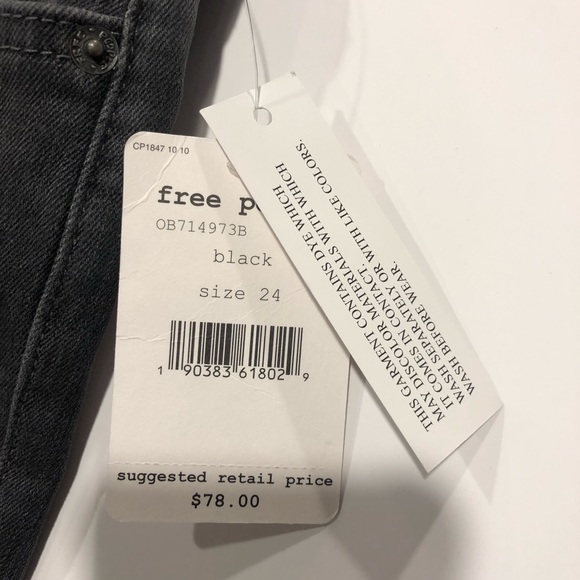 CP1847 10 10
free
OB714973B
black
size 24
1 90383 61802 9
suggested retail price
$78.00
THIS GARMENT CONTAINS DYE WHICH
MAY DISCOLOR MATERIALS WITH WHICH
IT COMES IN CONTACT.
WASH SEPARATELY OR WITH LIKE COLORS.
WASH BEFORE WEAR.